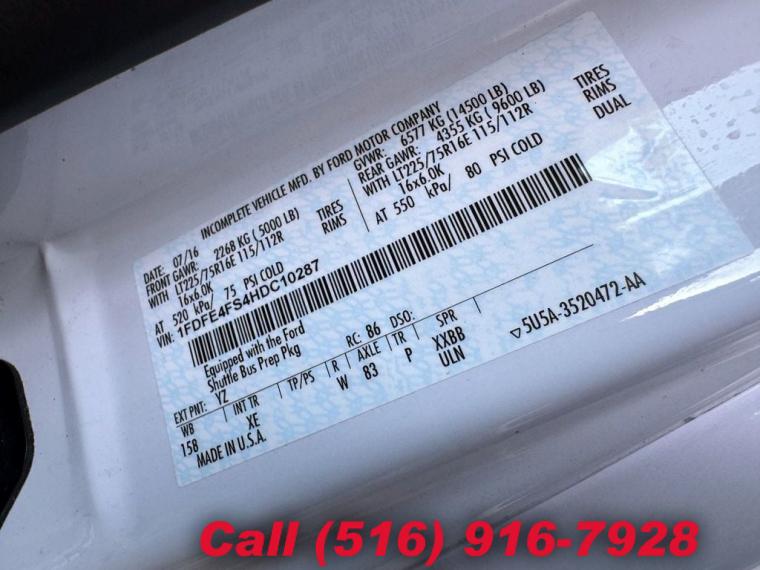 INCOMPLETE VEHICLE MFD. BY FORD MOTOR COMPANY
DATE: 07/16 GVWR: 6577 KG (14500 LB)
FRONT GAWR: 2268 KG (5000 LB) REAR GAWR: 4355 KG (9600 LB)
WITH LT225/75R16E 115/112R TIRES WITH LT225/75R16E 115/112R TIRES
16x6.0K RIMS 16x6.0K RIMS
AT 520 kPa/ 75 PSI COLD AT 550 kPa/ 80 PSI COLD DUAL
VIN: 1FDFE4FS4HDC10287
Equipped with the Ford
Shuttle Bus Prep Pkg
EXT PNT: YZ RC: 86 DSO:
WB INT TR TP/PS R AXLE TR SPR
158 XE W 83 P XXBB
ULN
MADE IN U.S.A.
▽5U5A-3520472-AA
Call (516) 916-7928